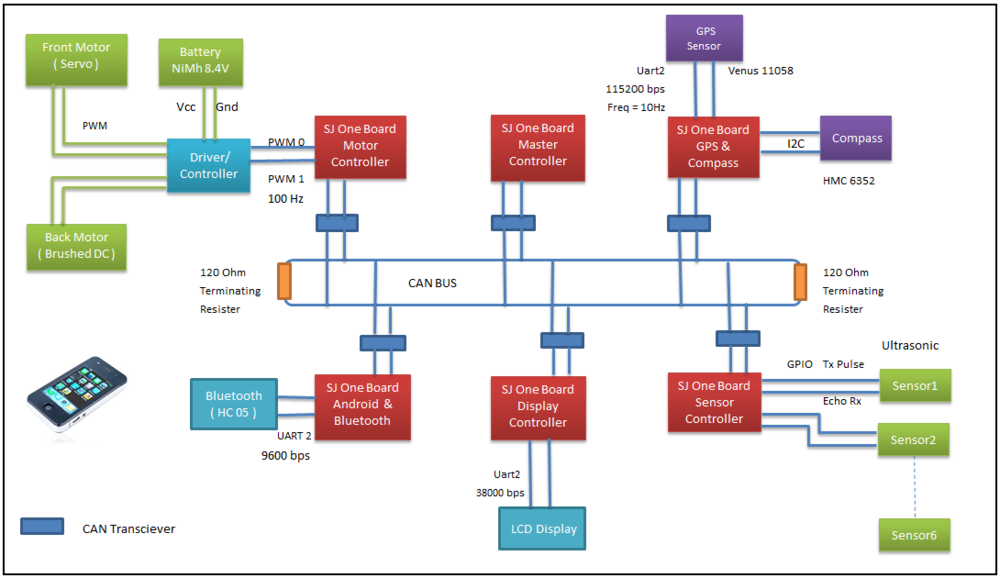 Front Motor
( Servo )
Battery
NiMh 8.4V
Vcc
Gnd
PWM
Driver/
Controller
PWM 0
PWM 1
100 Hz
SJ One Board
Motor
Controller
SJ One Board
Master
Controller
GPS
Sensor
Uart2
115200 bps
Freq = 10Hz
Venus 11058
SJ One Board
GPS &
Compass
I2C
Compass
HMC 6352
Back Motor
( Brushed DC )
120 Ohm
Terminating
Resister
CAN BUS
120 Ohm
Terminating
Resister
Bluetooth
( HC 05 )
UART 2
9600 bps
SJ One Board
Android &
Bluetooth
SJ One Board
Display
Controller
Uart2
38000 bps
LCD Display
SJ One Board
Sensor
Controller
Ultrasonic
GPIO
Tx Pulse
Echo Rx
Sensor1
Sensor2
Sensor6
CAN Transciever